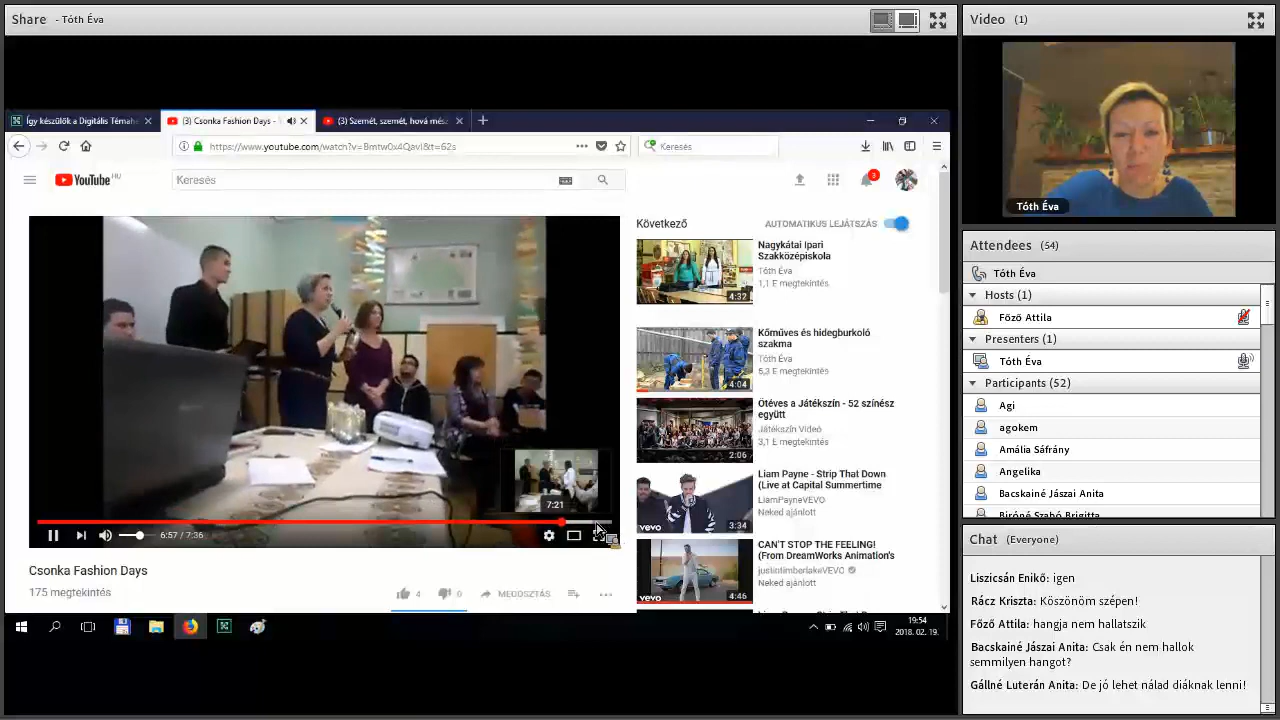 Share - Tóth Éva
Így készülök a Digitális Témahe
(3) Csonka Fashion Days -
(3) Szemét, szemét, hová mész
https://www.youtube.com/watch?v=Bmtw0x4QavI&t=62s
Keresés
YouTube HU
Keresés
3
7:21
6:57 / 7:36
Csonka Fashion Days
175 megtekintés
4
0
MEGOSZTÁS
Következő
AUTOMATIKUS LEJÁTSZÁS
4:32
Nagykátai Ipari
Szakközépiskola
Tóth Éva
1,1 E megtekintés
4:04
Kőműves és hidegburkoló
szakma
Tóth Éva
5,3 E megtekintés
2:06
Ötéves a Játékszín - 52 színész
együtt
Játékszín Videó
3,1 E megtekintés
vevo
3:34
Liam Payne - Strip That Down
(Live at Capital Summertime
LiamPayneVEVO
Neked ajánlott
vevo
4:46
CAN'T STOP THE FEELING!
(From DreamWorks Animation's
justintimberlakeVEVO
Neked ajánlott
19:54
2018. 02. 19.
Video (1)
Tóth Éva
Attendees (54)
Tóth Éva
Hosts (1)
Főző Attila
Presenters (1)
Tóth Éva
Participants (52)
Agi
agokem
Amália Sáfrány
Angelika
Bacskainé Jászai Anita
Biróné Szabó Brigitta
Chat (Everyone)
Liszicsán Enikő: igen
Rácz Kriszta: Köszönöm szépen!
Főző Attila: hangja nem hallatszik
Bacskainé Jászai Anita: Csak én nem hallok
semmilyen hangot?
Gállné Luterán Anita: De jó lehet nálad diáknak lenni!